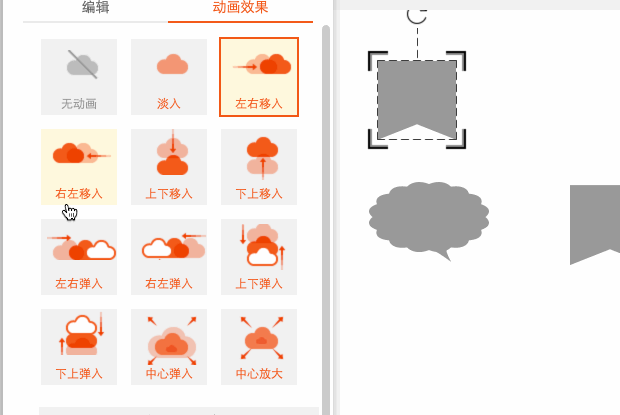 编辑
动画效果
无动画
淡入
左右移入
右左移入
上下移入
下上移入
左右弹入
右左弹入
上下弹入
下上弹入
中心弹入
中心放大